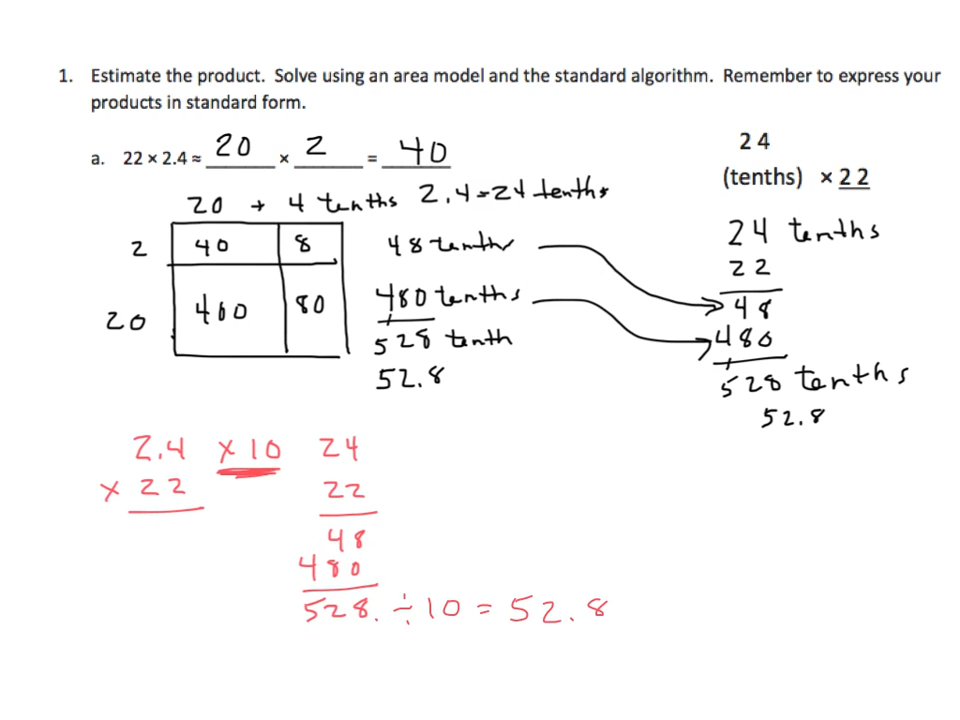 1. Estimate the product. Solve using an area model and the standard algorithm. Remember to express your
products in standard form.
a. 22 × 2.4 ≈ 20 × 2 = 40
20 + 4 tenths 2.4 = 24 tenths
2 40 8 48 tenths
20 460 80 480 tenths
528 tenth
52.8
24
(tenths) × 22
24 tenths
22
48
480
+
528 tenths
52.8
2.4 × 10 24
× 22 22
48
480
528. ÷ 10 = 52.8